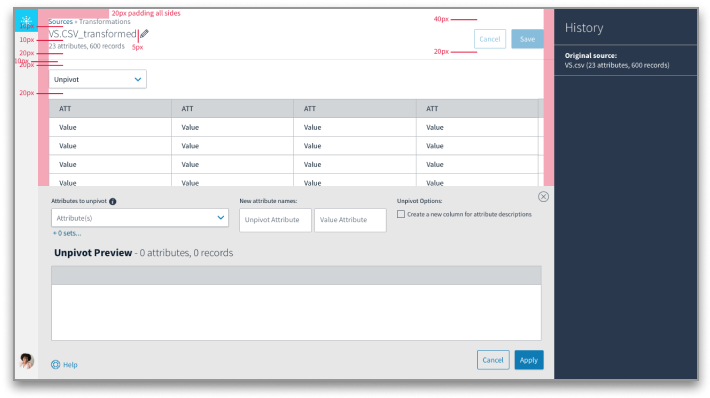 20px padding all sides
Sources › Transformations
VS.CSV_transformed
23 attributes, 600 records
5px
10px
20px
10px
20px
20px
40px
20px
Cancel
Save
Unpivot
ATT ATT ATT ATT
Value Value Value Value
Value Value Value Value
Value Value Value Value
Value Value Value Value
History
Original source:
VS.csv (23 attributes, 600 records)
Attributes to unpivot
Attribute(s)
+ 0 sets...
New attribute names:
Unpivot Attribute
Value Attribute
Unpivot Options:
Create a new column for attribute descriptions
Unpivot Preview - 0 attributes, 0 records
Help
Cancel
Apply